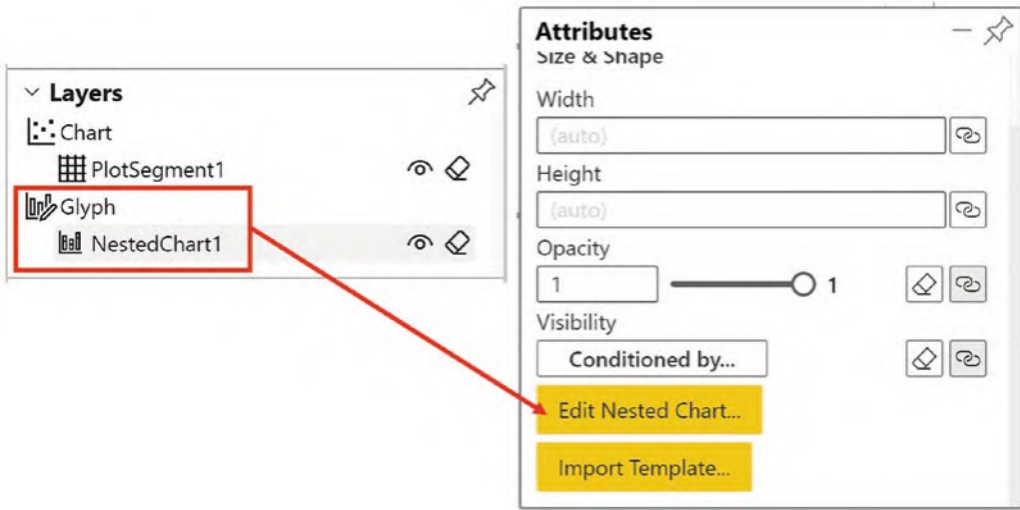 Layers
Chart
PlotSegment1
Glyph
NestedChart1
Attributes
Size & Shape
Width
(auto)
Height
(auto)
Opacity
1
1
Visibility
Conditioned by...
Edit Nested Chart...
Import Template...